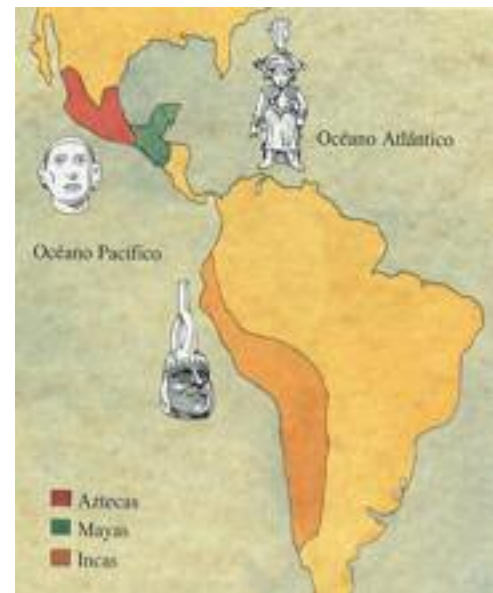 Océano Atlántico
Océano Pacífico
Aztecas
Mayas
Incas